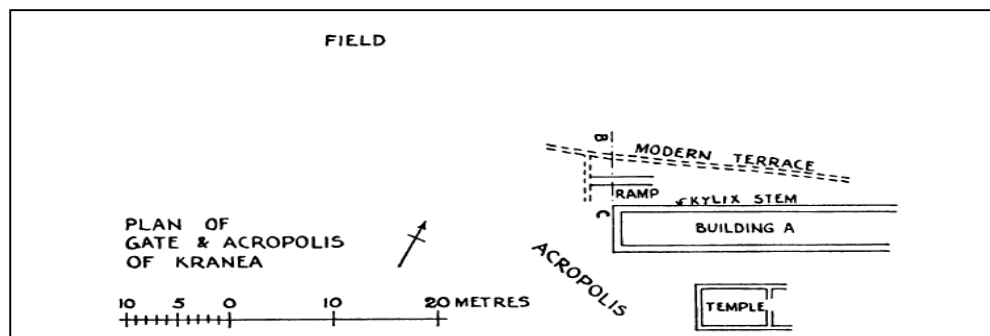 FIELD
B
MODERN TERRACE
RAMP
KYLIX STEM
C
BUILDING A
PLAN OF
GATE & ACROPOLIS
OF KRANEA
ACROPOLIS
TEMPLE
10 5 0 10 20 METRES